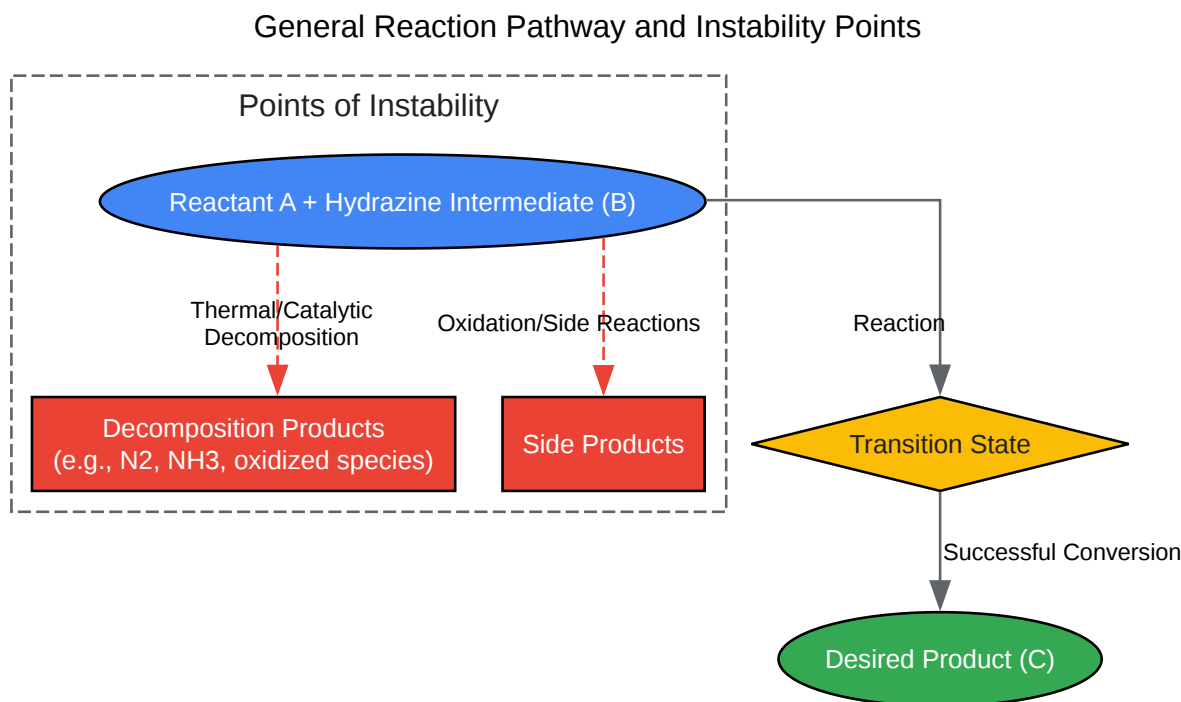 General Reaction Pathway and Instability Points
Points of Instability
Reactant A + Hydrazine Intermediate (B)
Thermal/Catalytic
Decomposition
Oxidation/Side Reactions
Reaction
Decomposition Products
(e.g., N2, NH3, oxidized species)
Side Products
Transition State
Successful Conversion
Desired Product (C)